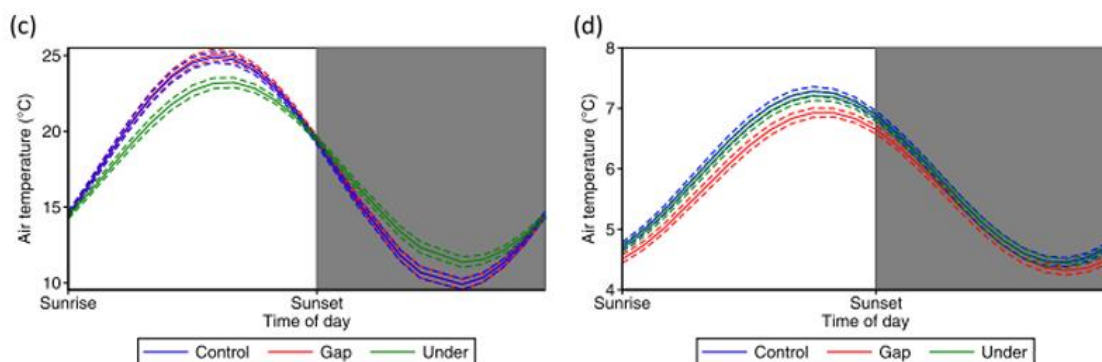 (c)
25
20
15
10
Air temperature (°C)
Sunrise
Sunset
Time of day
Control
Gap
Under
(d)
8
7
6
5
4
Air temperature (°C)
Sunrise
Sunset
Time of day
Control
Gap
Under